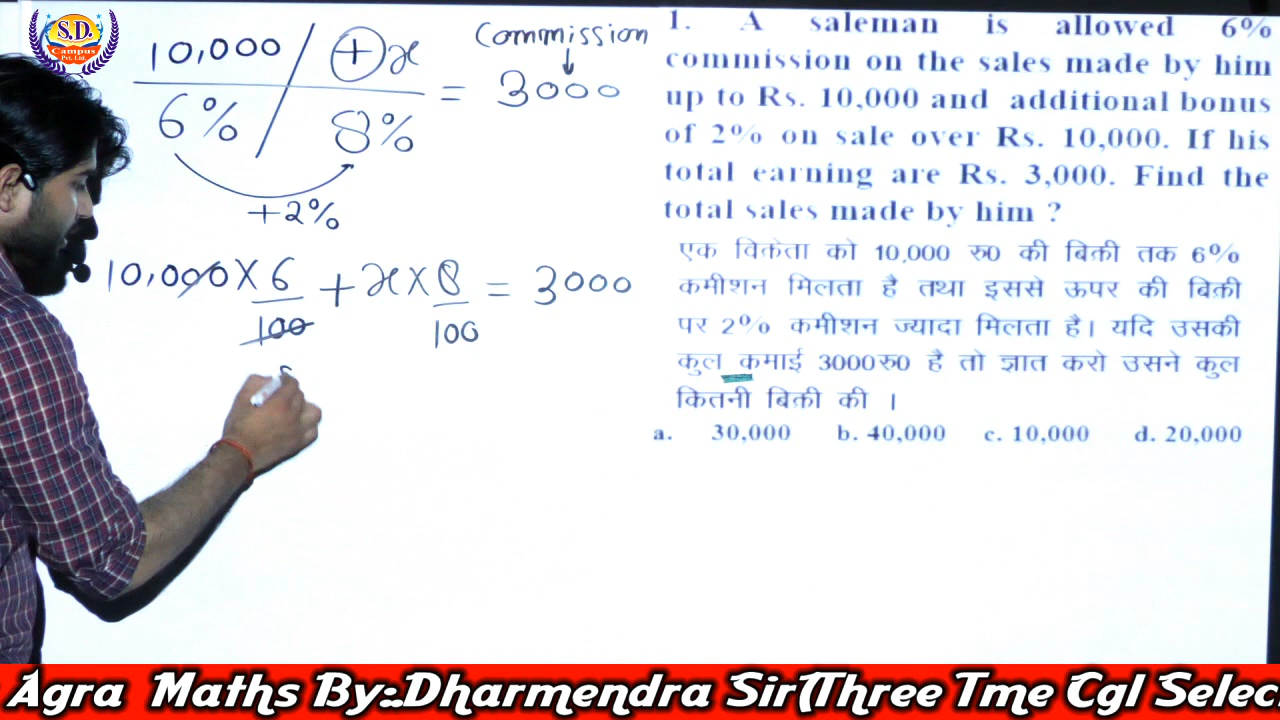 S.D.
Campus
Pvt. Ltd.
10,000 / + x
6% / 8% = 3000
Commission
+2%
10,000 X 6/100 + x X 8/100 = 3000
1. A saleman is allowed 6%
commission on the sales made by him
up to Rs. 10,000 and additional bonus
of 2% on sale over Rs. 10,000. If his
total earning are Rs. 3,000. Find the
total sales made by him ?
एक विक्रेता को 10,000 रु0 की बिक्री तक 6%
कमीशन मिलता है तथा इससे ऊपर की बिक्री
पर 2% कमीशन ज्यादा मिलता है। यदि उसकी
कुल कमाई 3000रु0 है तो ज्ञात करो उसने कुल
कितनी बिक्री की ।
a. 30,000 b. 40,000 c. 10,000 d. 20,000
Agra Maths By:-Dharmendra Sir(Three Tme Cgl Selec